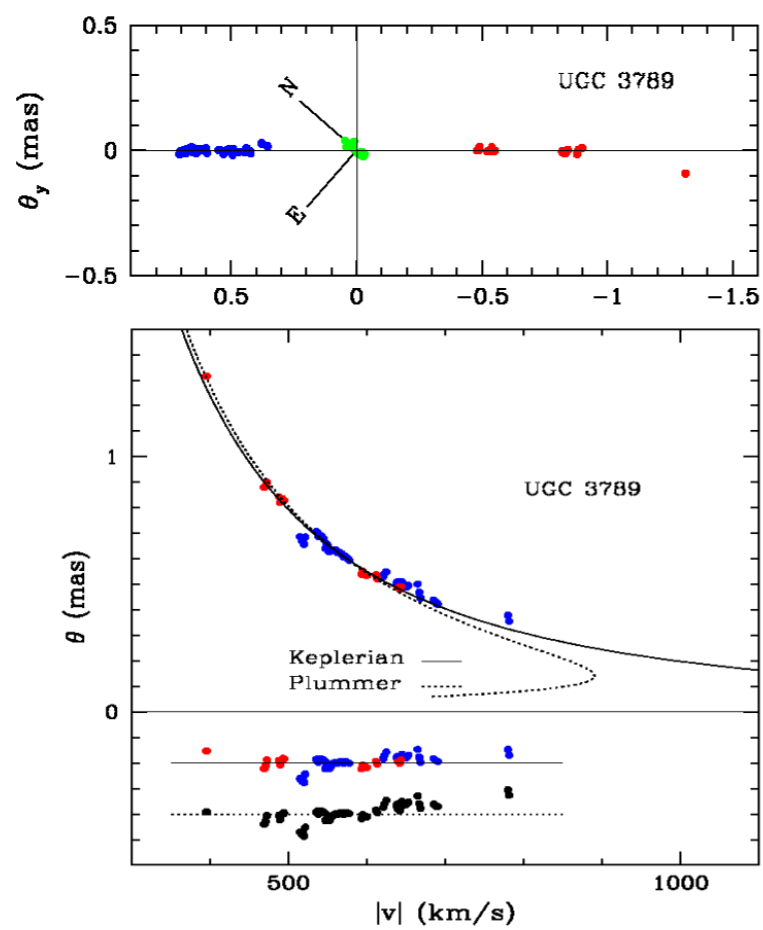 0.5
N
UGC 3789
θy (mas)
0
E
−0.5
0.5 0 −0.5 −1 −1.5
1
UGC 3789
θ (mas)
Keplerian
Plummer
0
500 1000
|v| (km/s)